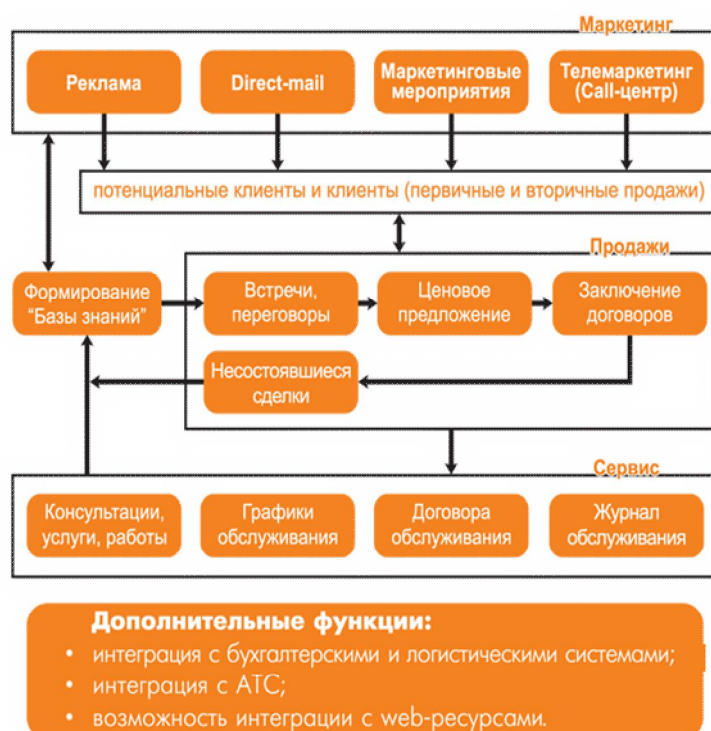 Маркетинг
Реклама
Direct-mail
Маркетинговые
мероприятия
Телемаркетинг
(Call-центр)
потенциальные клиенты и клиенты (первичные и вторичные продажи)
Продажи
Формирование
“Базы знаний”
Встречи,
переговоры
Ценовое
предложение
Заключение
договоров
Несостоявшиеся
сделки
Сервис
Консультации,
услуги, работы
Графики
обслуживания
Договора
обслуживания
Журнал
обслуживания
Дополнительные функции:
• интеграция с бухгалтерскими и логистическими системами;
• интеграция с АТС;
• возможность интеграции с web-ресурсами.